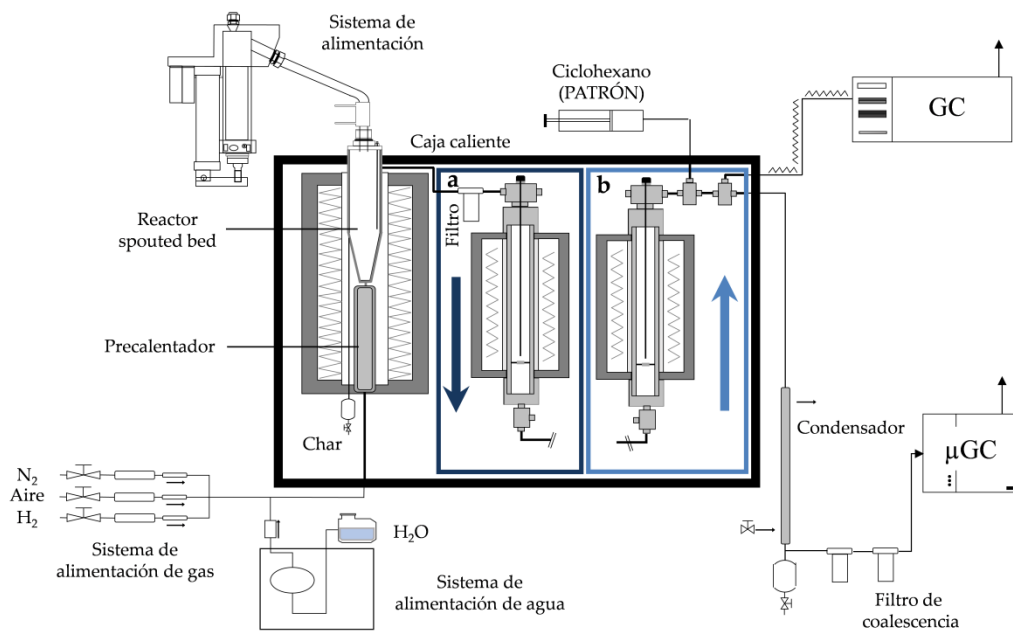 Sistema de
alimentación
Ciclohexano
(PATRÓN)
GC
Caja caliente
a
b
Filtro
Reactor
spouted bed
Precalentador
Char
Condensador
μGC
N₂
Aire
H₂
H₂O
Sistema de
alimentación de gas
Sistema de
alimentación de agua
Filtro de
coalescencia